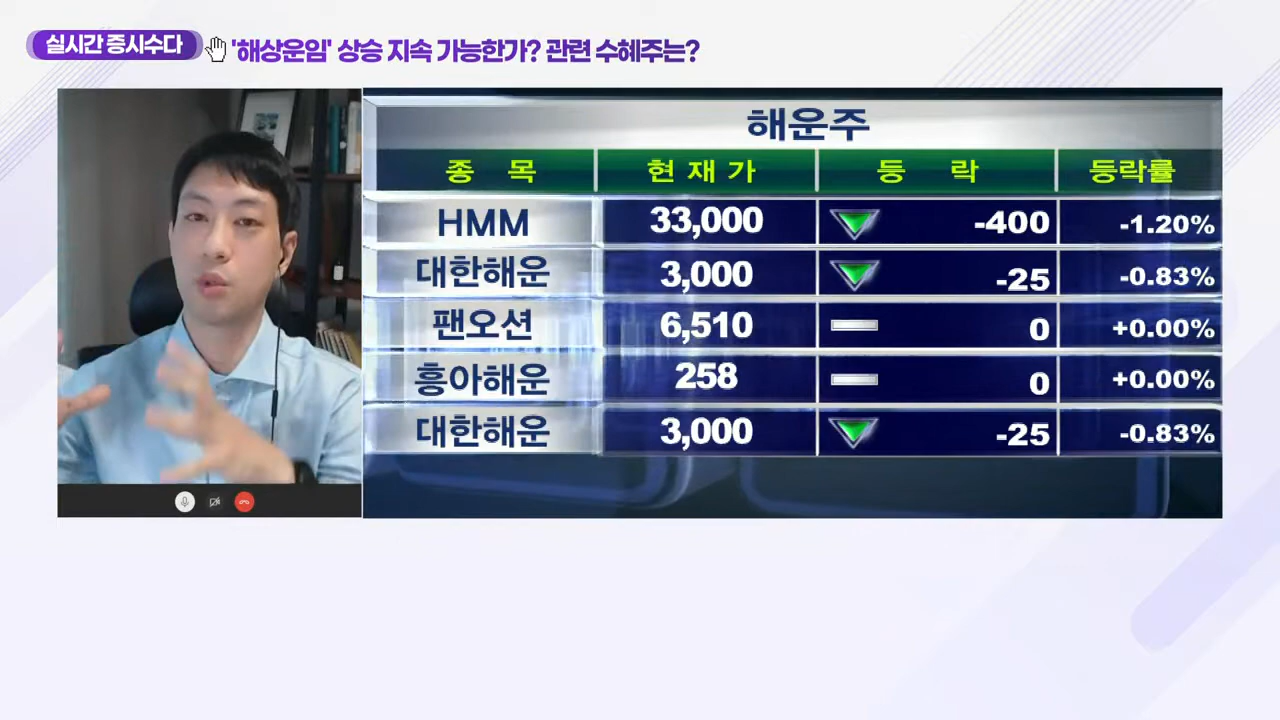 실시간 증시수다 '해상운임' 상승 지속 가능한가? 관련 수혜주는?
해운주
종 목 현 재 가 등 락 등락률
HMM 33,000 -400 -1.20%
대한해운 3,000 -25 -0.83%
팬오션 6,510 0 +0.00%
흥아해운 258 0 +0.00%
대한해운 3,000 -25 -0.83%